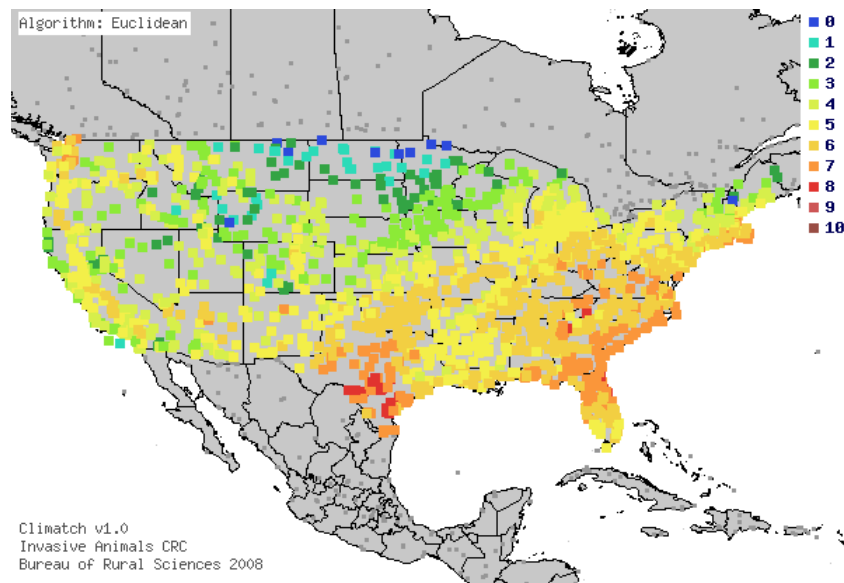 Algorithm: Euclidean
0
1
2
3
4
5
6
7
8
9
10
Climatch v1.0
Invasive Animals CRC
Bureau of Rural Sciences 2008